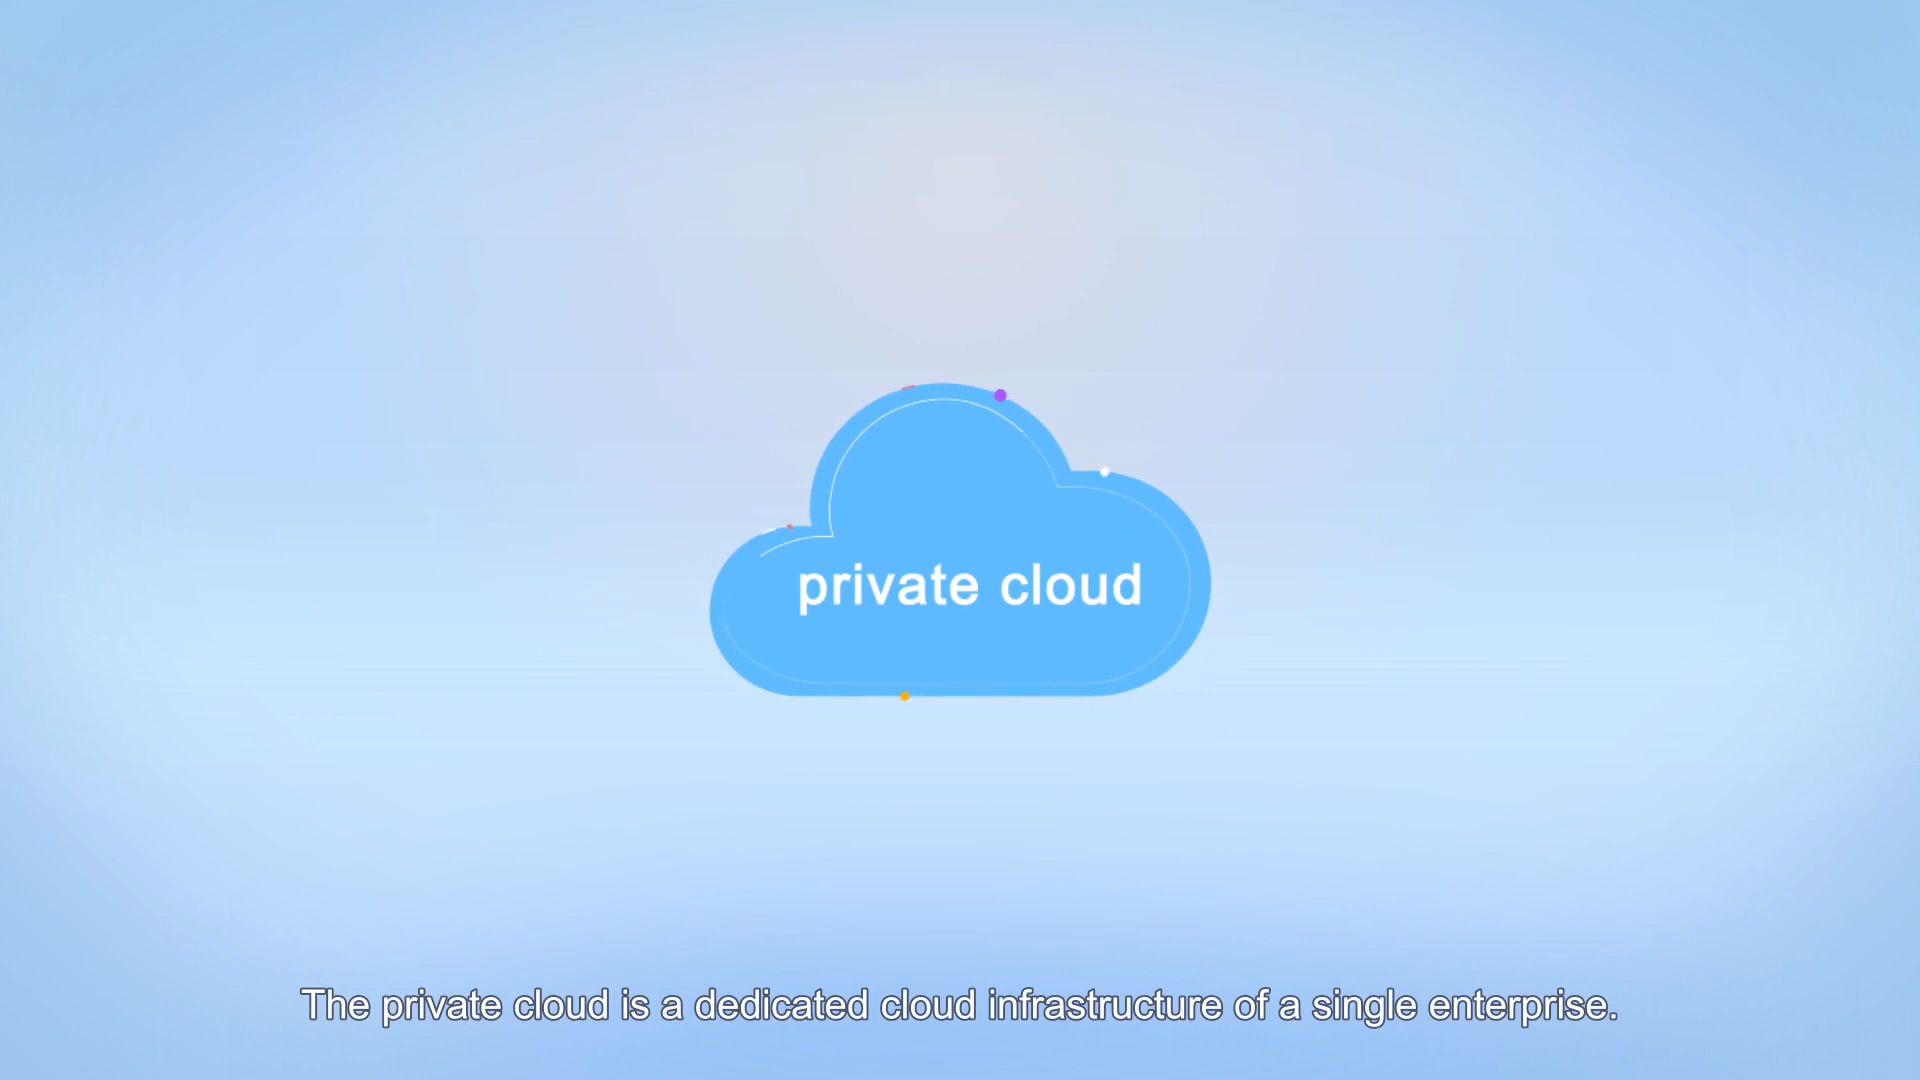 private cloud
The private cloud is a dedicated cloud infrastructure of a single enterprise.